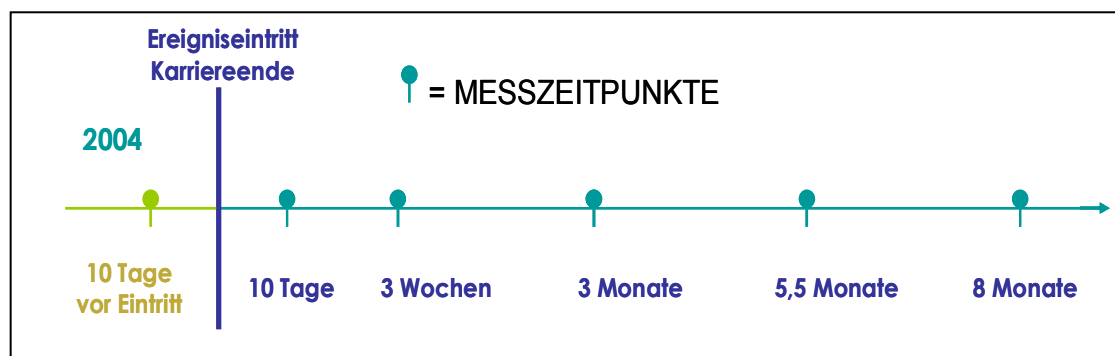 Ereigniseintritt
Karriereende
= MESSZEITPUNKTE
2004
10 Tage
vor Eintritt
10 Tage
3 Wochen
3 Monate
5,5 Monate
8 Monate